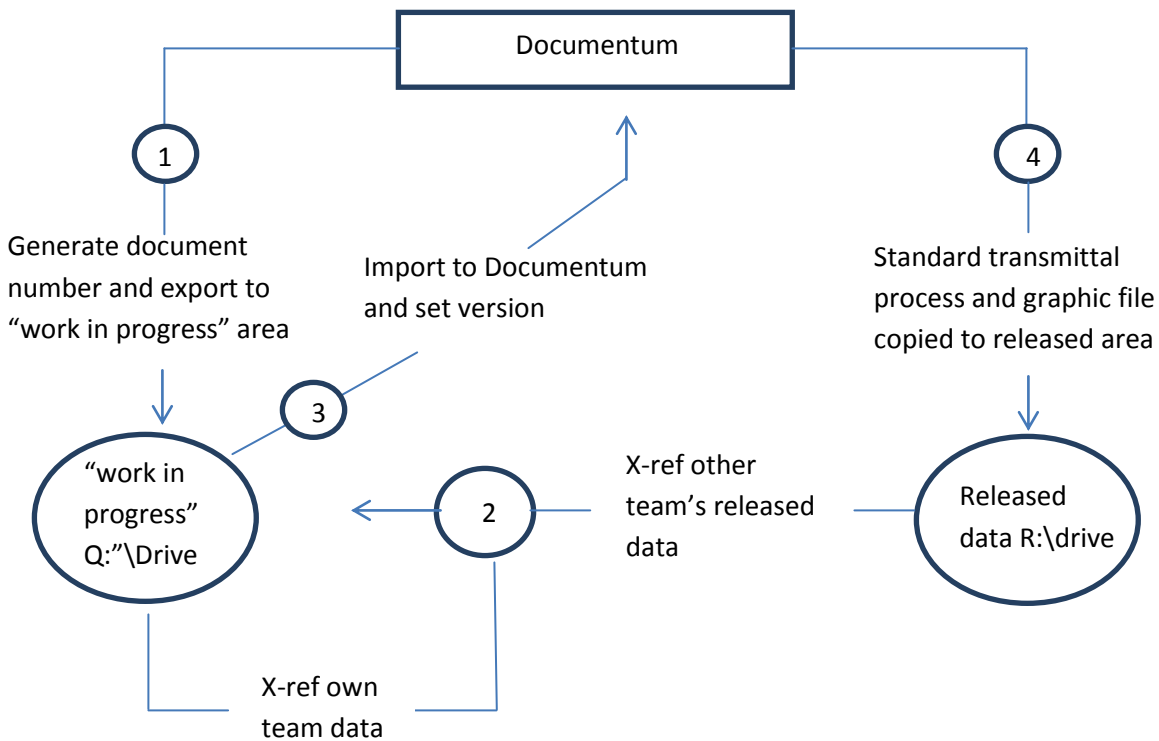 Documentum
1
4
Generate document
number and export to
“work in progress” area
Import to Documentum
and set version
Standard transmittal
process and graphic file
copied to released area
3
“work in
progress”
Q:”\Drive
2
X-ref other
team’s released
data
Released
data R:\drive
X-ref own
team data